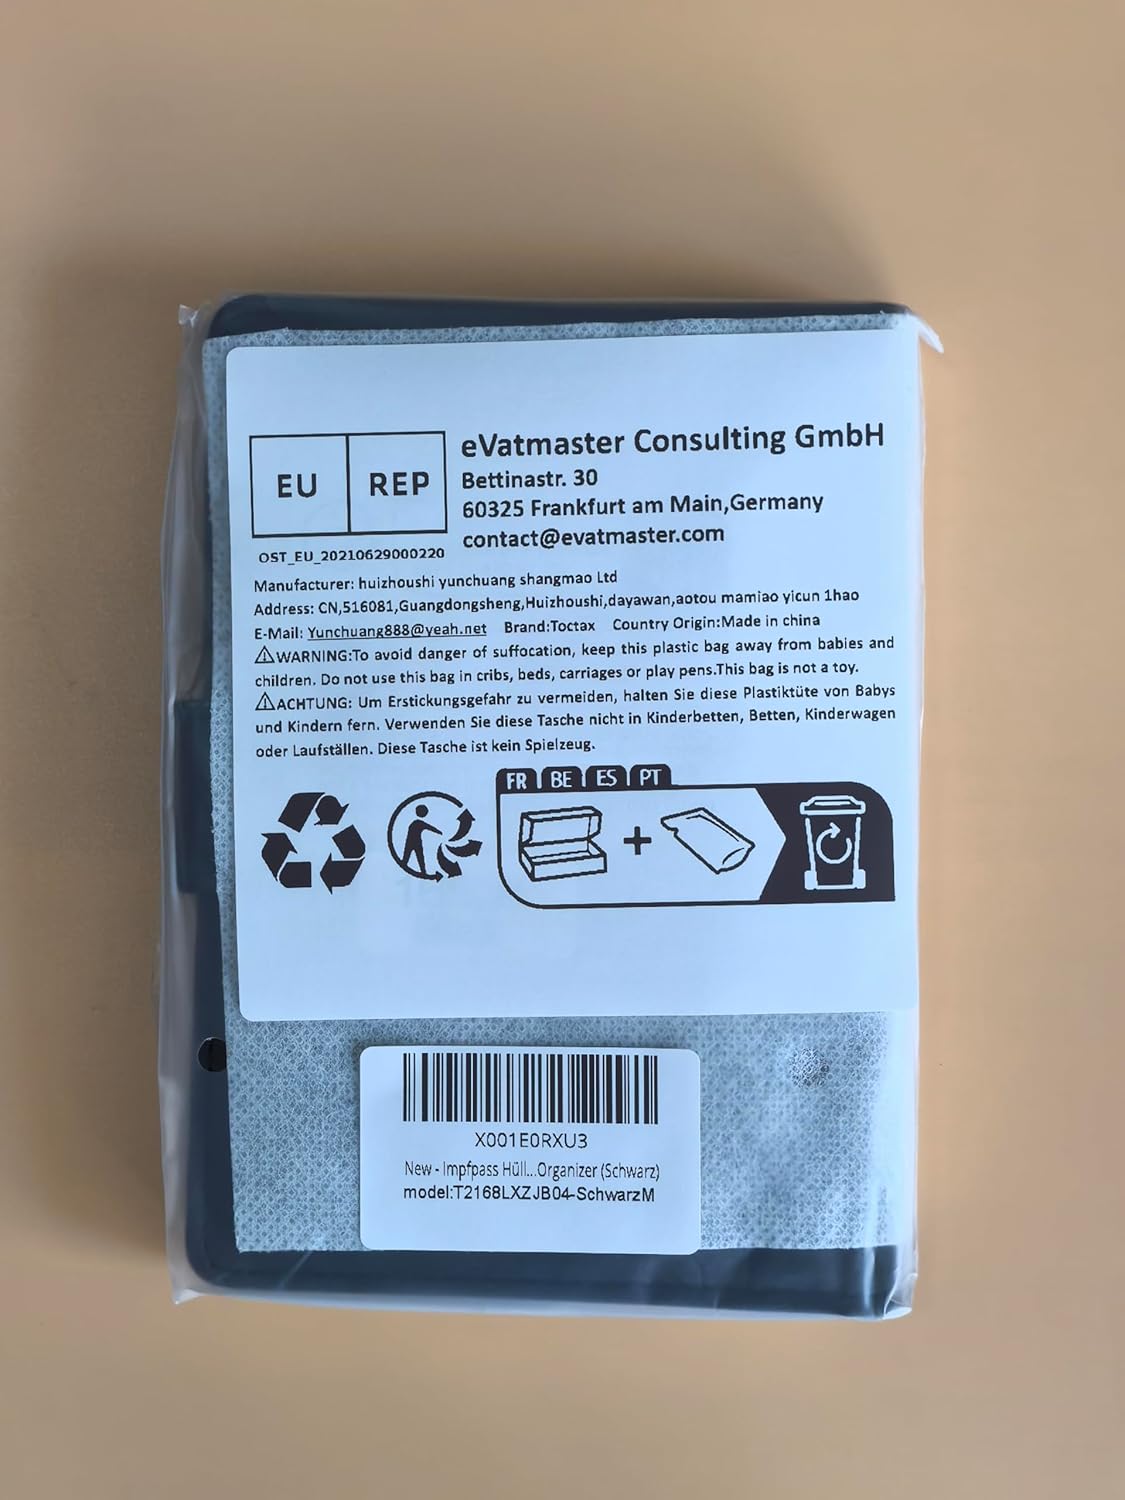 EU REP
eVatmaster Consulting GmbH
Bettinastr. 30
60325 Frankfurt am Main,Germany
contact@evatmaster.com
OST_EU_20210629000220
Manufacturer: huizhoushi yunchuang shangmao Ltd
Address: CN,516081,Guangdongsheng,Huizhoushi,dayawan,aotou mamiao yicun 1hao
E-Mail: Yunchuang888@yeah.net Brand:Toctax Country Origin:Made in china
⚠WARNING:To avoid danger of suffocation, keep this plastic bag away from babies and
children. Do not use this bag in cribs, beds, carriages or play pens.This bag is not a toy.
⚠ACHTUNG: Um Erstickungsgefahr zu vermeiden, halten Sie diese Plastiktüte von Babys
und Kindern fern. Verwenden Sie diese Tasche nicht in Kinderbetten, Betten, Kinderwagen
oder Laufställen. Diese Tasche ist kein Spielzeug.
FR BE ES PT
X001E0RXU3
New - Impfpass Hüll...Organizer (Schwarz)
model:T2168LXZJB04-SchwarzM